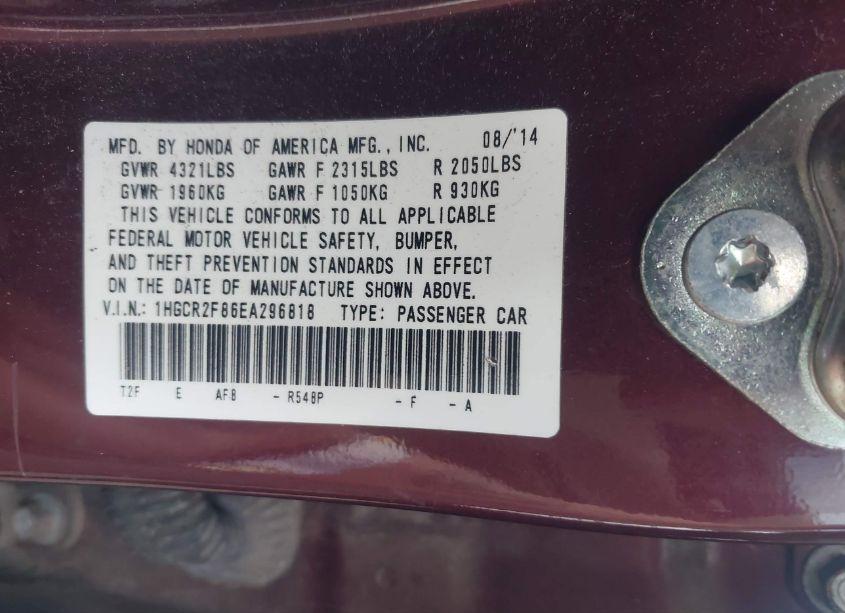 MFD. BY HONDA OF AMERICA MFG., INC. 08/'14
GVWR 4321LBS GAWR F 2315LBS R 2050LBS
GVWR 1960KG GAWR F 1050KG R 930KG
THIS VEHICLE CONFORMS TO ALL APPLICABLE
FEDERAL MOTOR VEHICLE SAFETY, BUMPER,
AND THEFT PREVENTION STANDARDS IN EFFECT
ON THE DATE OF MANUFACTURE SHOWN ABOVE.
V.I.N.: 1HGCR2F86EA296818 TYPE: PASSENGER CAR
T2F E AF8 - R548P - F - A